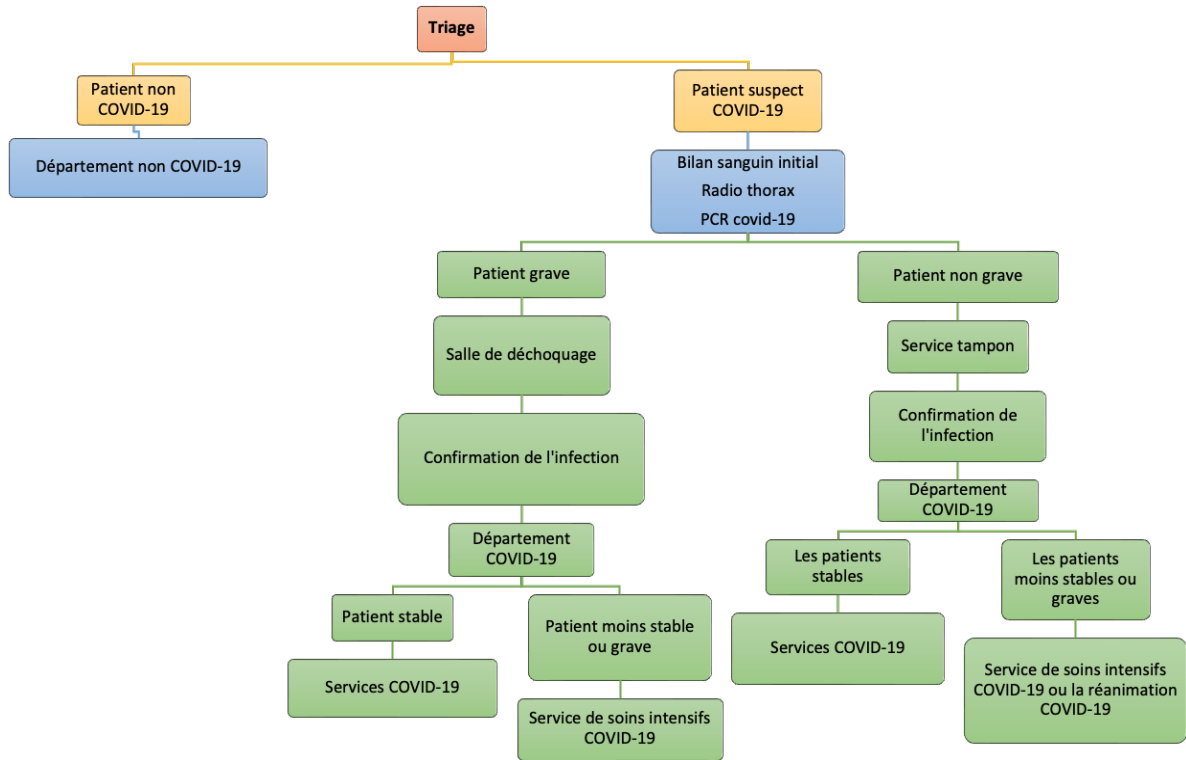 Triage
Patient non
COVID-19
Patient suspect
COVID-19
Département non COVID-19
Bilan sanguin initial
Radio thorax
PCR covid-19
Patient grave
Patient non grave
Salle de déchoquage
Service tampon
Confirmation de l'infection
Confirmation de
l'infection
Département
COVID-19
Département
COVID-19
Patient stable
Patient moins stable
ou grave
Les patients
stables
Les patients
moins stables ou
graves
Services COVID-19
Service de soins intensifs
COVID-19
Services COVID-19
Service de soins intensifs
COVID-19 ou la réanimation
COVID-19